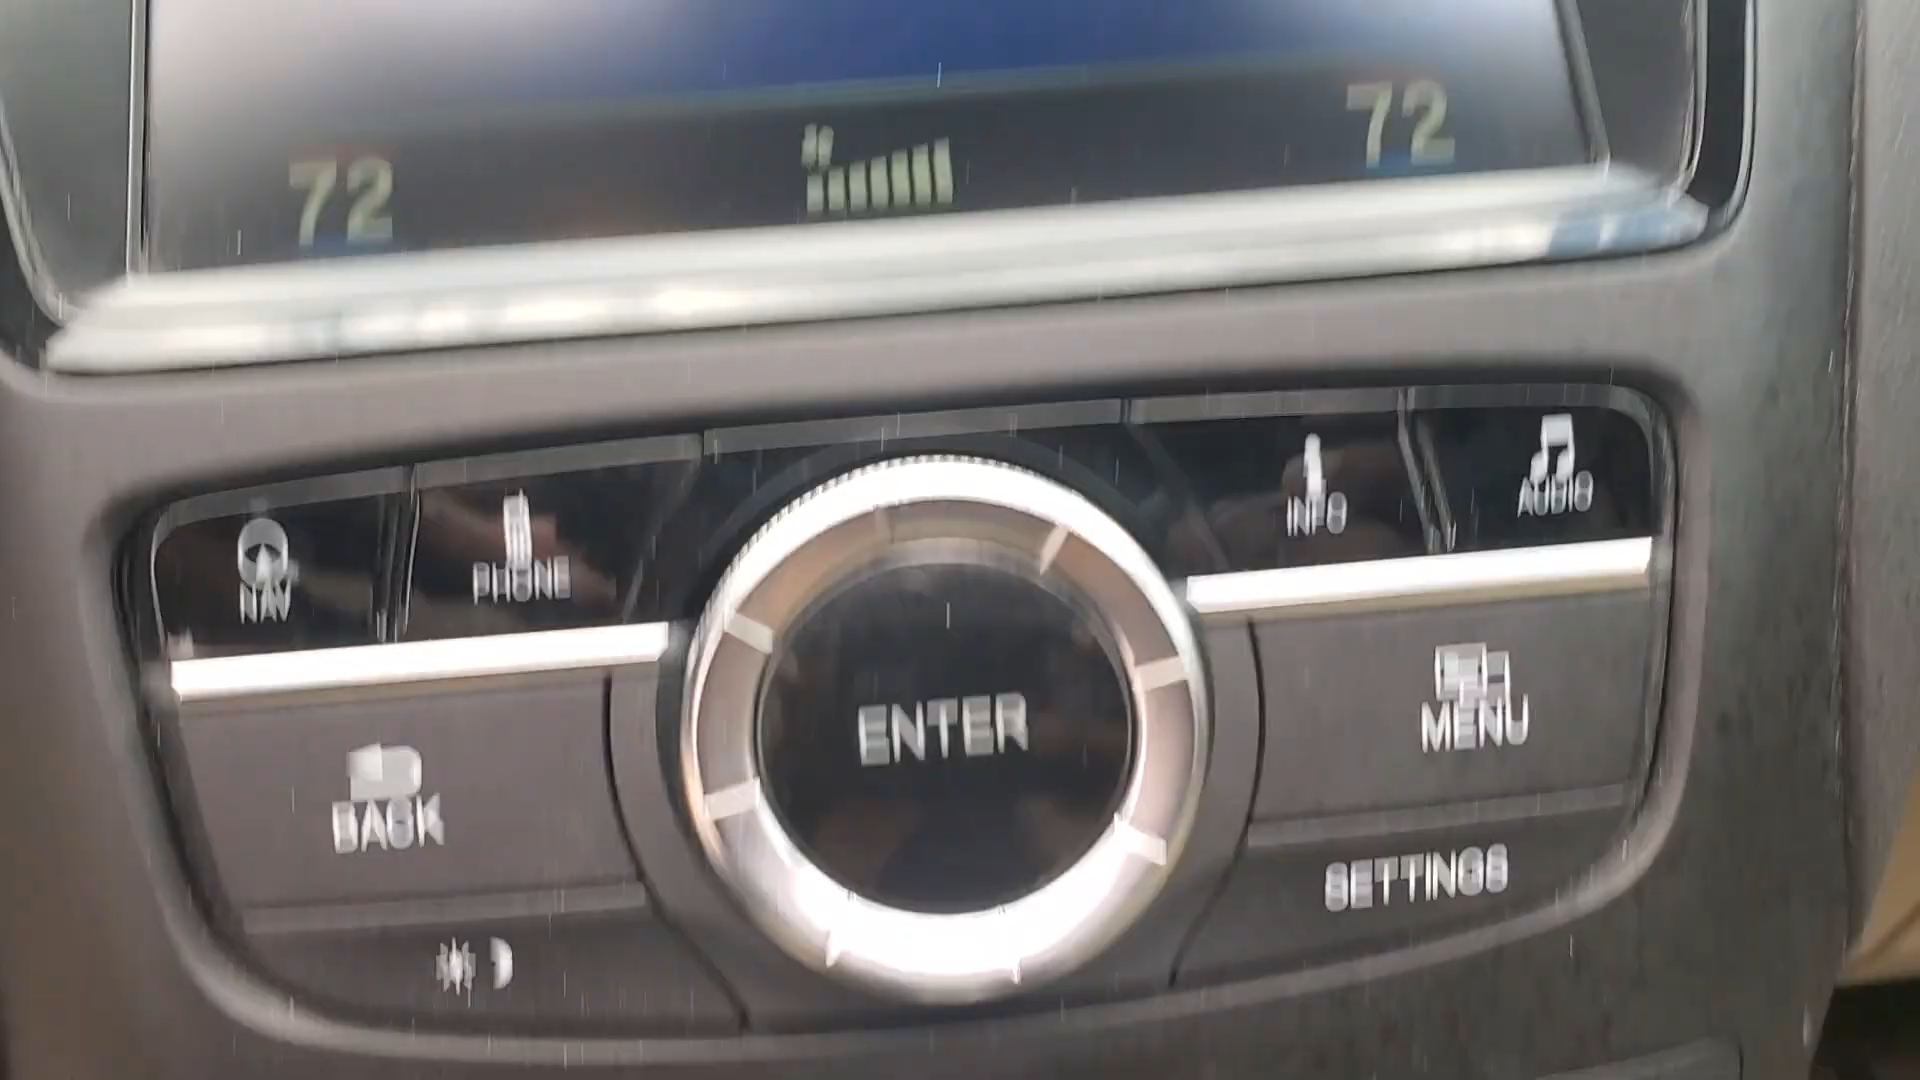 72
72
NAV
PHONE
INFO
AUDIO
BACK
ENTER
MENU
SETTINGS